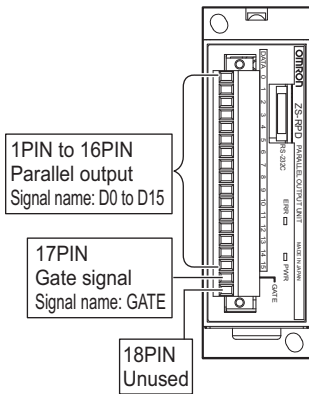 1PIN to 16PIN
Parallel output
Signal name: D0 to D15
17PIN
Gate signal
Signal name: GATE
18PIN
Unused
DATA 0 1 2 3 4 5 6 7 8 9 10 11 12 13 14 15
GATE
RS-232C
ERR
PWR
OMRON
ZS-RPD
PARALLEL OUTPUT UNIT
MADE IN JAPAN